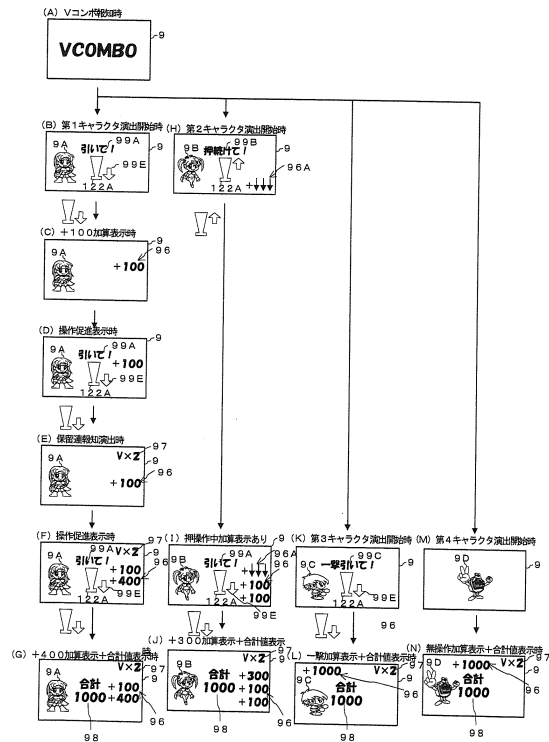 (A) Vコンボ報知時
9
VCOMBO
(B) 第1キャラクタ演出開始時
9A
引いて!
99A
9
99E
122A
(H) 第2キャラクタ演出開始時
9B
押続けて!
99B
9
96A
122A
+↓↓↓
(C) +100加算表示時
9A
9
96
+100
(D) 操作促進表示時
9A
引いて!
99A
9
+100
99E
122A
(E) 保留連報知演出時
9A
V×2
97
9
96
+100
(F) 操作促進表示時
9A
99A
引いて!
V×2
97
9
96
+100
+400
99E
122A
(I) 押操作中加算表示あり
9B
99A
引いて!
9
96A
+↓↓↓
96
+100
+100
99E
122A
(K) 第3キャラクタ演出開始時
9C
一撃引いて!
99C
9
99E
122A
96
(M) 第4キャラクタ演出開始時
9D
9
(G) +400加算表示+合計値表示時
9A
V×2
97
9
合計
1000
+100
+400
96
98
(J) +300加算表示+合計値表示
9B
V×2
97
9
合計
1000
+300
+100
+100
96
98
(L) 一撃加算表示+合計値表示時
+1000
V×2
97
9
9C
合計
1000
96
98
(N) 無操作加算表示+合計値表示時
9D
+1000
V×2
97
9
合計
1000
96
98